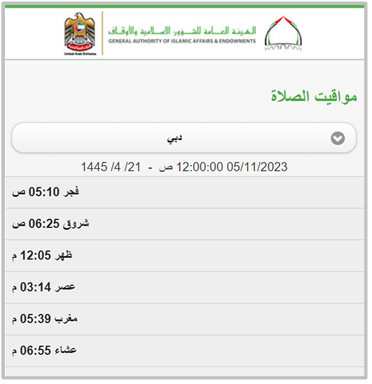 الهيئة العامة للشؤون الاسلامية والأوقاف
GENERAL AUTHORITY OF ISLAMIC AFFAIRS & ENDOWMENTS
United Arab Emirates
مواقيت الصلاة
دبي
05/11/2023 12:00:00 ص - 21/ 4/ 1445
فجر 05:10 ص
شروق 06:25 ص
ظهر 12:05 م
عصر 03:14 م
مغرب 05:39 م
عشاء 06:55 م